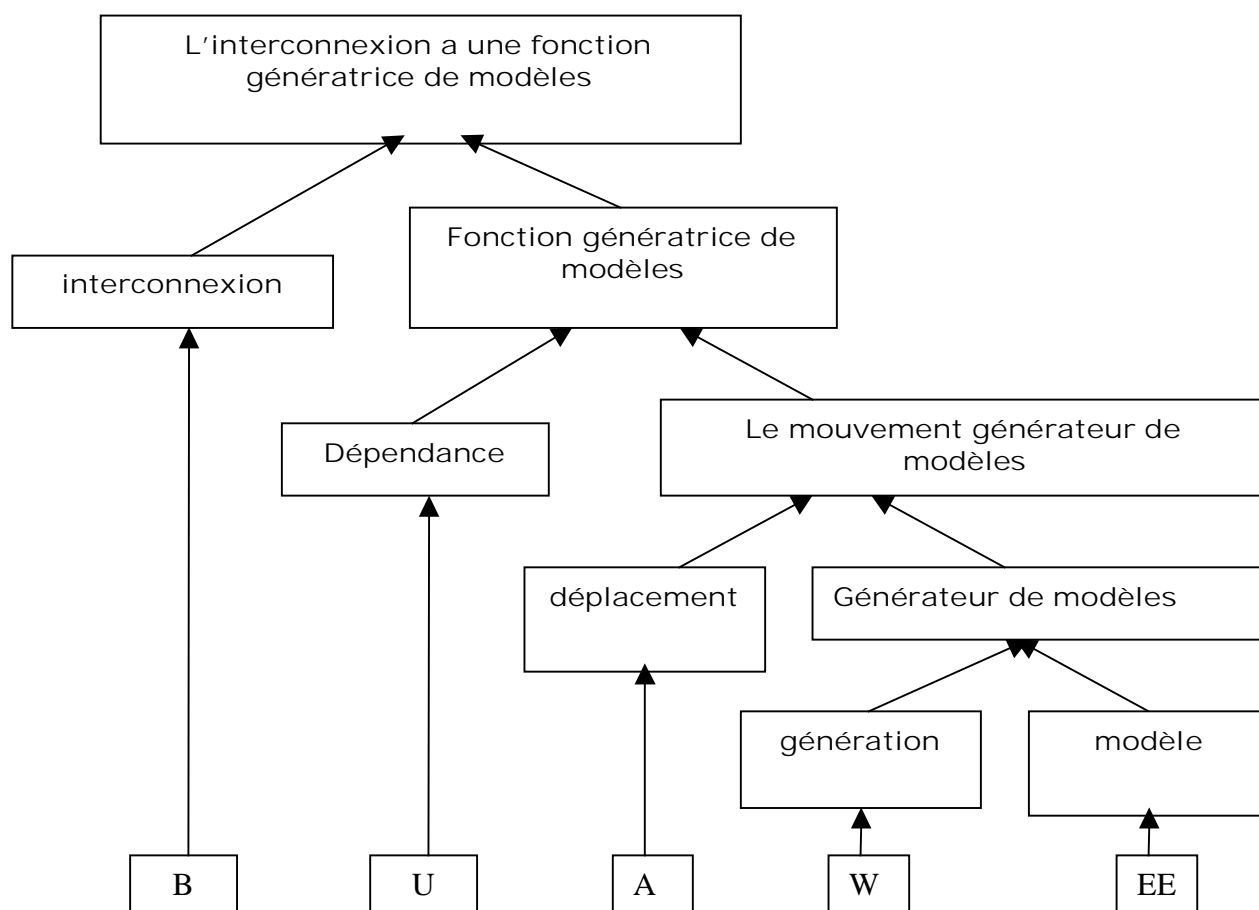 L'interconnexion a une fonction
génératrice de modèles
Fonction génératrice de
modèles
interconnexion
Le mouvement générateur de
modèles
Dépendance
déplacement
Générateur de modèles
génération
modèle
B
U
A
W
EE